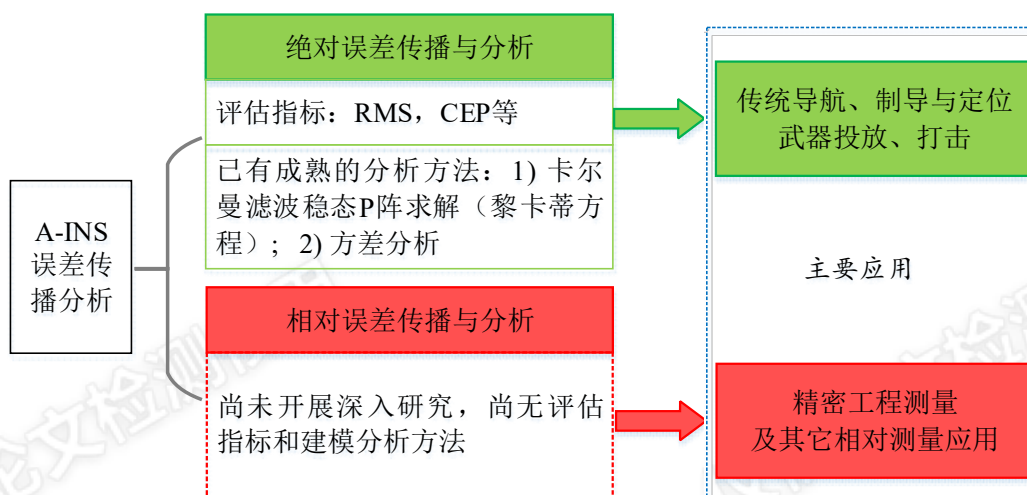 绝对误差传播与分析
评估指标：RMS，CEP等
已有成熟的分析方法：1) 卡尔
曼滤波稳态P阵求解（黎卡蒂方
程）；2) 方差分析
A-INS
误差传
播分析
相对误差传播与分析
尚未开展深入研究，尚无评估
指标和建模分析方法
传统导航、制导与定位
武器投放、打击
主要应用
精密工程测量
及其它相对测量应用
论文检测